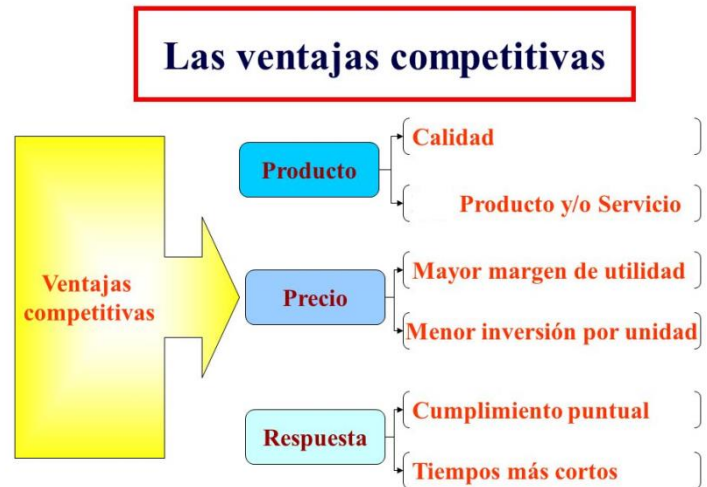 Las ventajas competitivas
Ventajas
competitivas
Producto
Calidad
Producto y/o Servicio
Precio
Mayor margen de utilidad
Menor inversión por unidad
Respuesta
Cumplimiento puntual
Tiempos más cortos